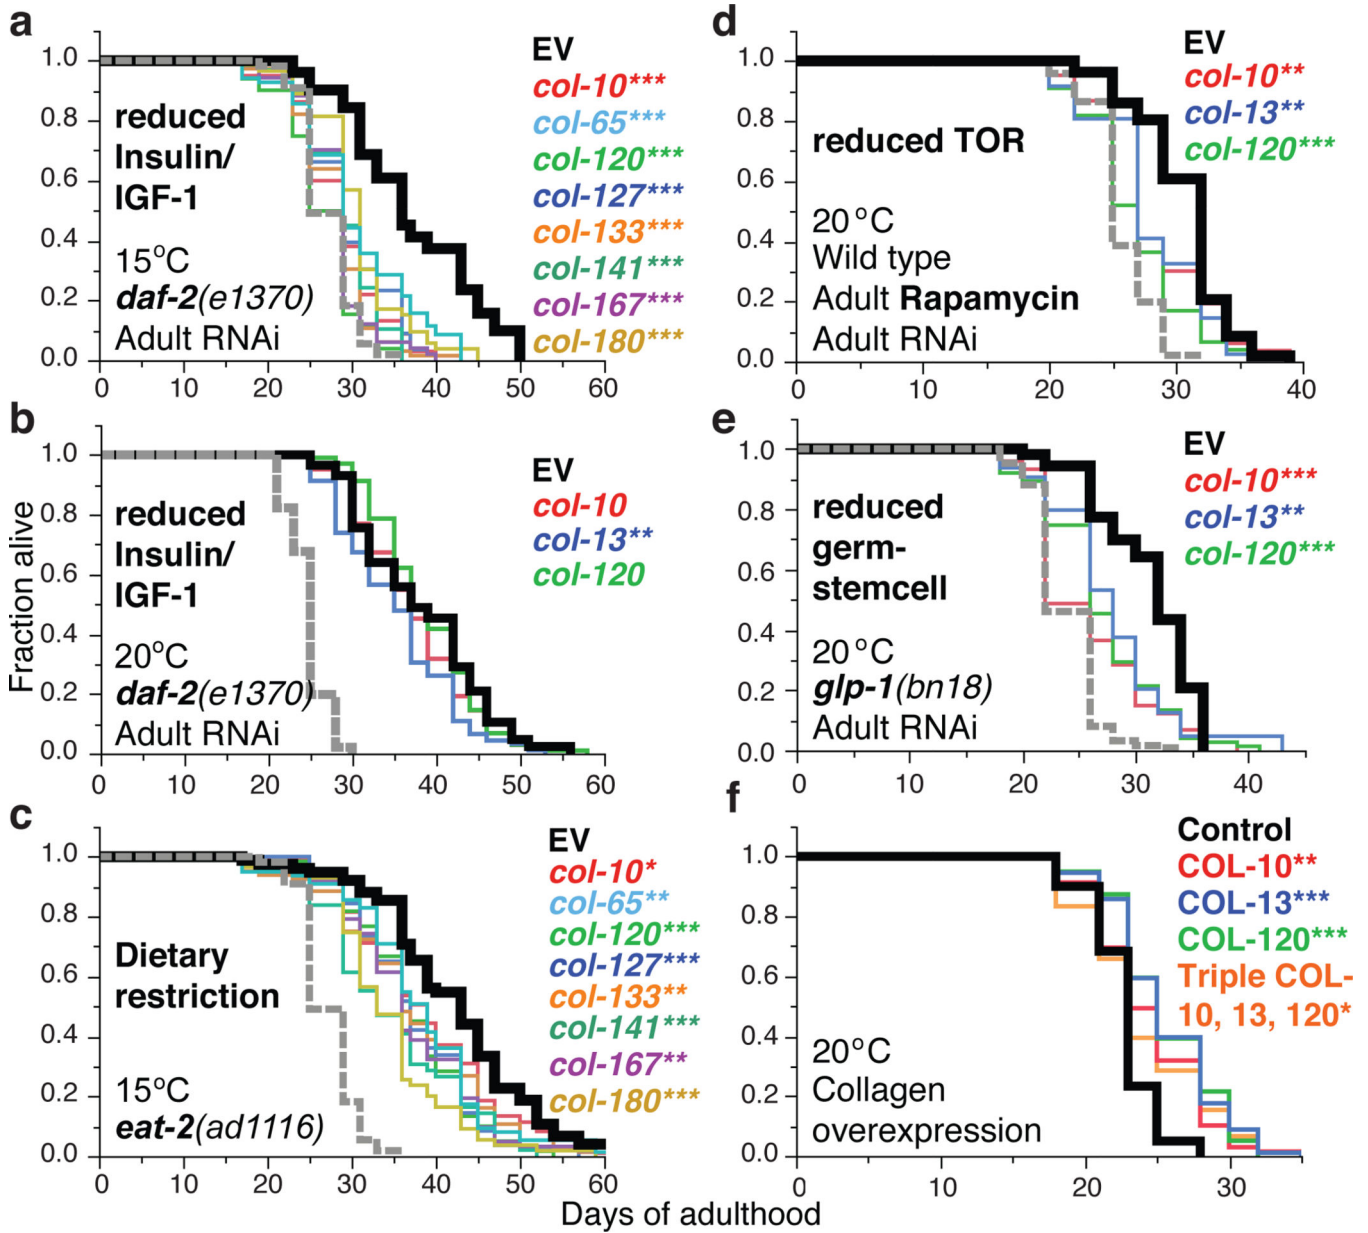 a
1.0
0.8
0.6
0.4
0.2
0.0
0 10 20 30 40 50 60
reduced
Insulin/
IGF-1
15°C
daf-2(e1370)
Adult RNAi
EV
col-10***
col-65***
col-120***
col-127***
col-133***
col-141***
col-167***
col-180***
b
1.0
0.8
0.6
0.4
0.2
0.0
0 10 20 30 40 50 60
reduced
Insulin/
IGF-1
20°C
daf-2(e1370)
Adult RNAi
EV
col-10
col-13**
col-120
Fraction alive
c
1.0
0.8
0.6
0.4
0.2
0.0
0 10 20 30 40 50 60
Dietary
restriction
15°C
eat-2(ad1116)
EV
col-10*
col-65**
col-120***
col-127***
col-133**
col-141***
col-167**
col-180***
d
1.0
0.8
0.6
0.4
0.2
0.0
0 10 20 30 40
reduced TOR
20°C
Wild type
Adult Rapamycin
Adult RNAi
EV
col-10**
col-13**
col-120***
e
1.0
0.8
0.6
0.4
0.2
0.0
0 10 20 30 40
reduced
germ-
stemcell
20°C
glp-1(bn18)
Adult RNAi
EV
col-10***
col-13**
col-120***
f
1.0
0.8
0.6
0.4
0.2
0.0
0 10 20 30
20°C
Collagen
overexpression
Control
COL-10**
COL-13***
COL-120***
Triple COL-
10, 13, 120*
Days of adulthood